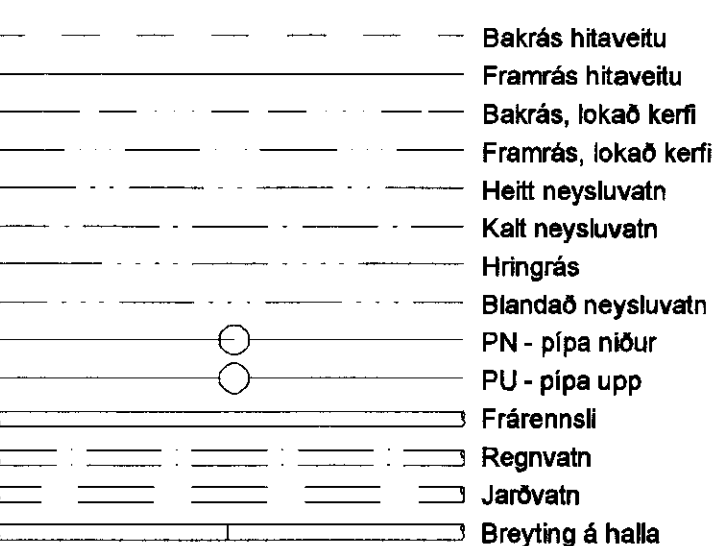 Bakrás hitaveitu
Framrás hitaveitu
Bakrás, lokað kerfi
Framrás, lokað kerfi
Heitt neysluvatn
Kalt neysluvatn
Hringrás
Blandað neysluvatn
PN - pípa niður
PU - pípa upp
Frárennsli
Regnvatn
Jarðvatn
Breyting á halla